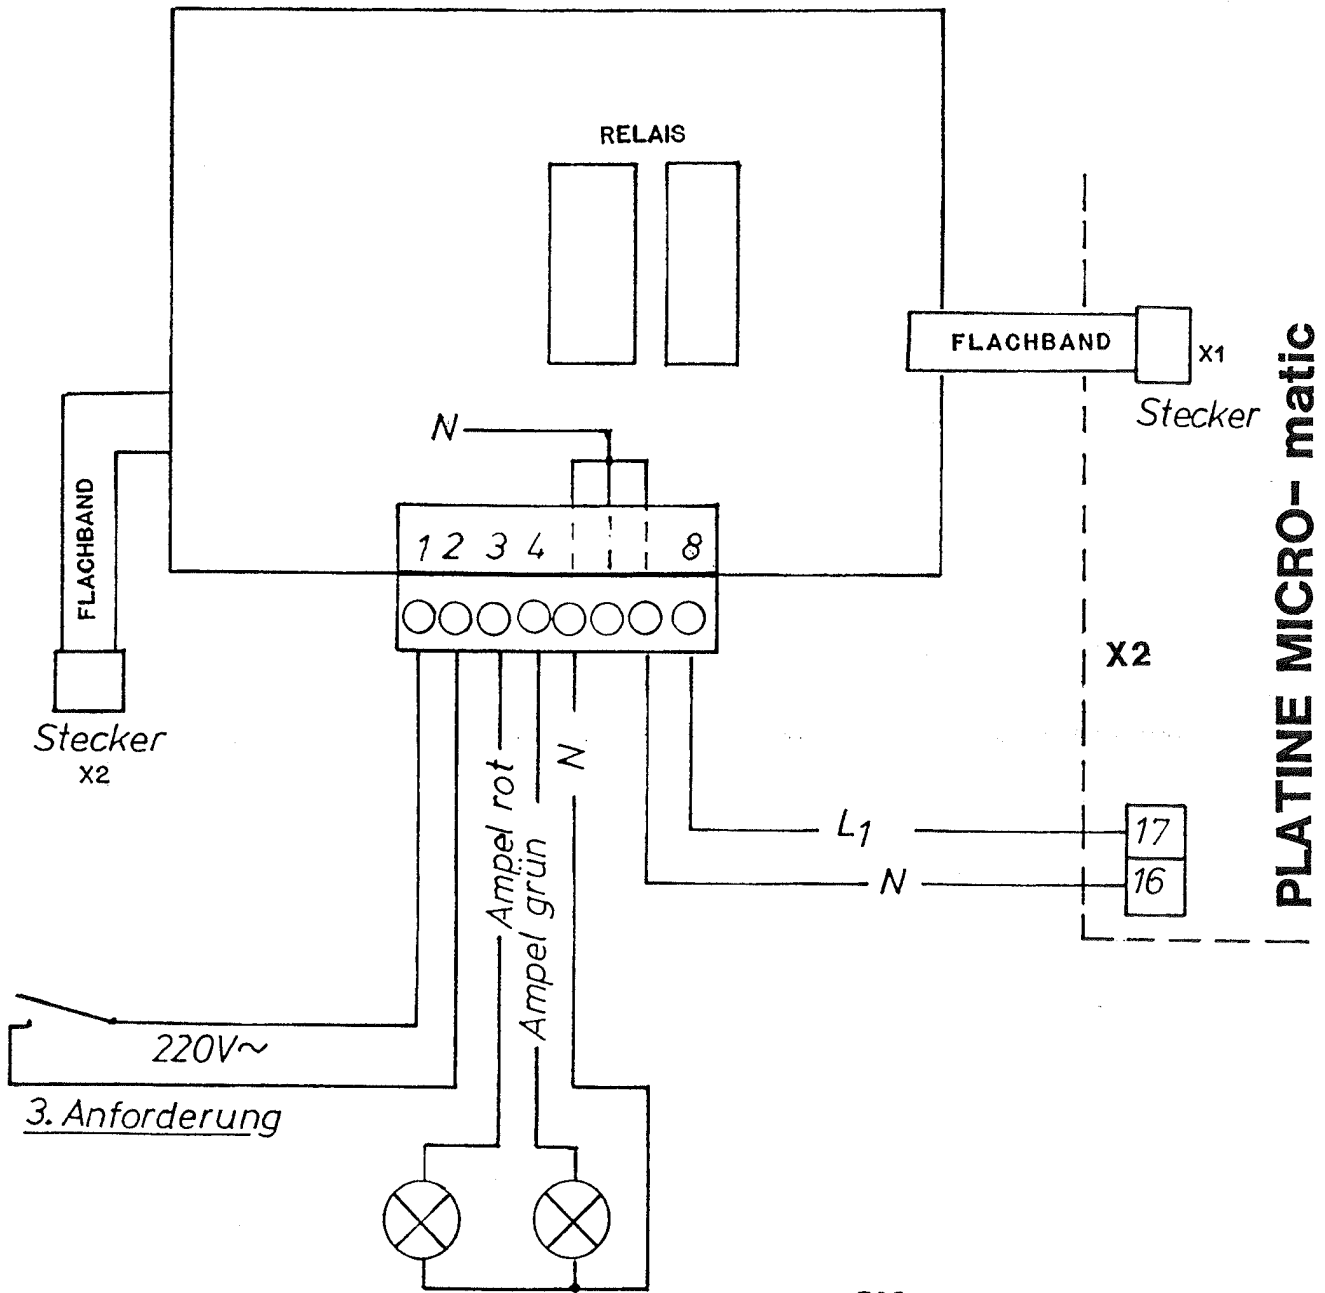 RELAIS
FLACHBAND
X1
Stecker
N
FLACHBAND
1 2 3 4 8
Stecker
X2
X2
PLATINE MICRO- matic
N
Ampel rot
Ampel grün
L1
17
N
16
220V~
3. Anforderung